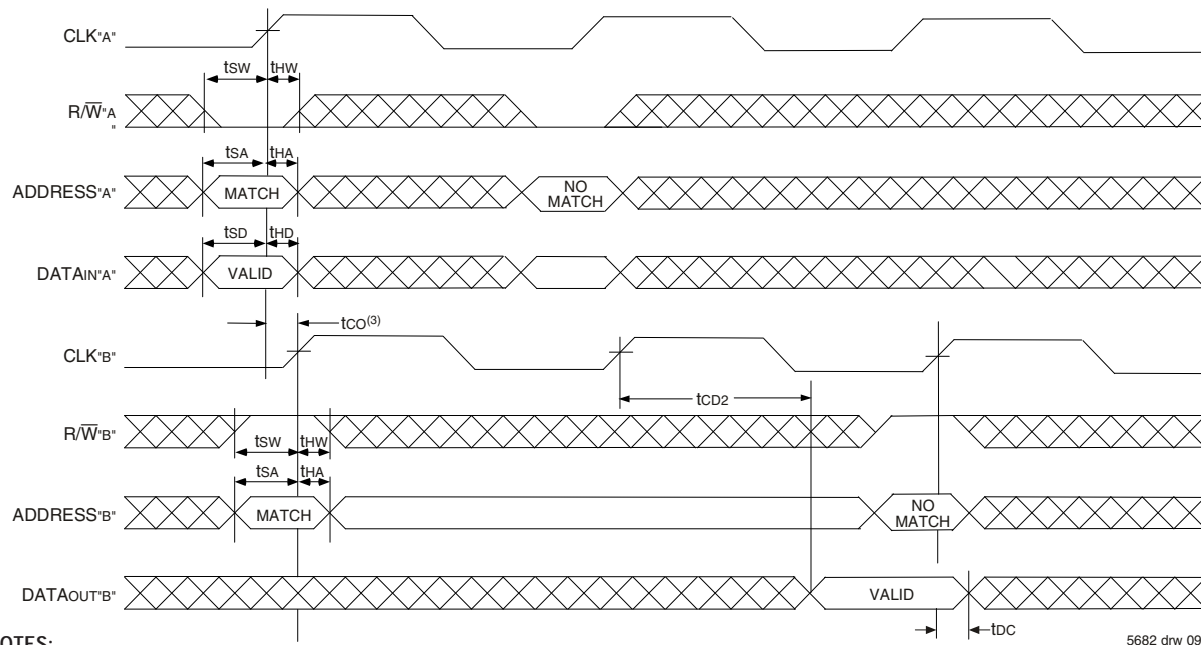 CLK"A"
tSW tHW
R/W̅"A
"
tSA tHA
ADDRESS"A" MATCH NO
MATCH
tSD tHD
DATAIN"A" VALID
tCO(3)
CLK"B"
tCD2
R/W̅"B"
tSW tHW
tSA tHA
ADDRESS"B" MATCH NO
MATCH
DATAOUT"B" VALID
tDC
OTES:
5682 drw 09